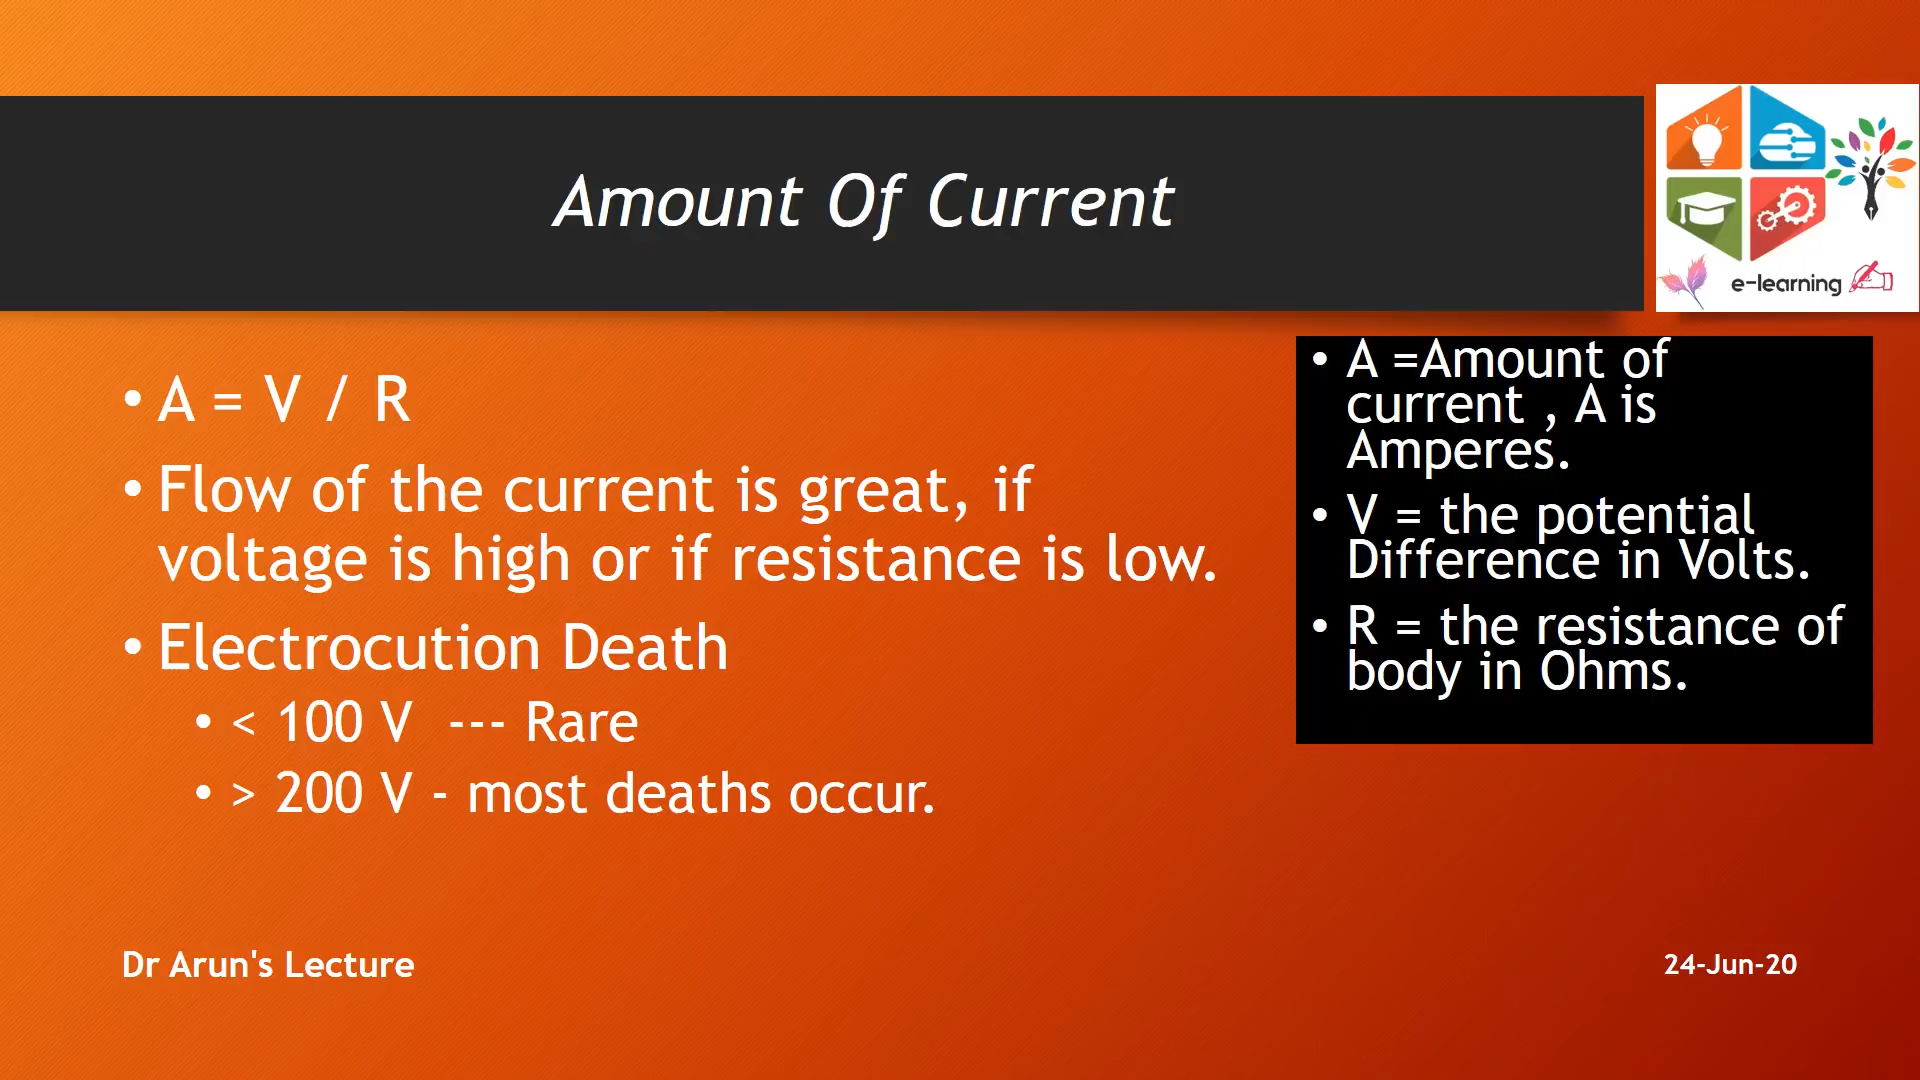 Amount Of Current
e-learning
• A = V / R
• Flow of the current is great, if
voltage is high or if resistance is low.
• Electrocution Death
• < 100 V --- Rare
• > 200 V - most deaths occur.
• A =Amount of
current , A is
Amperes.
• V = the potential
Difference in Volts.
• R = the resistance of
body in Ohms.
Dr Arun's Lecture
24-Jun-20